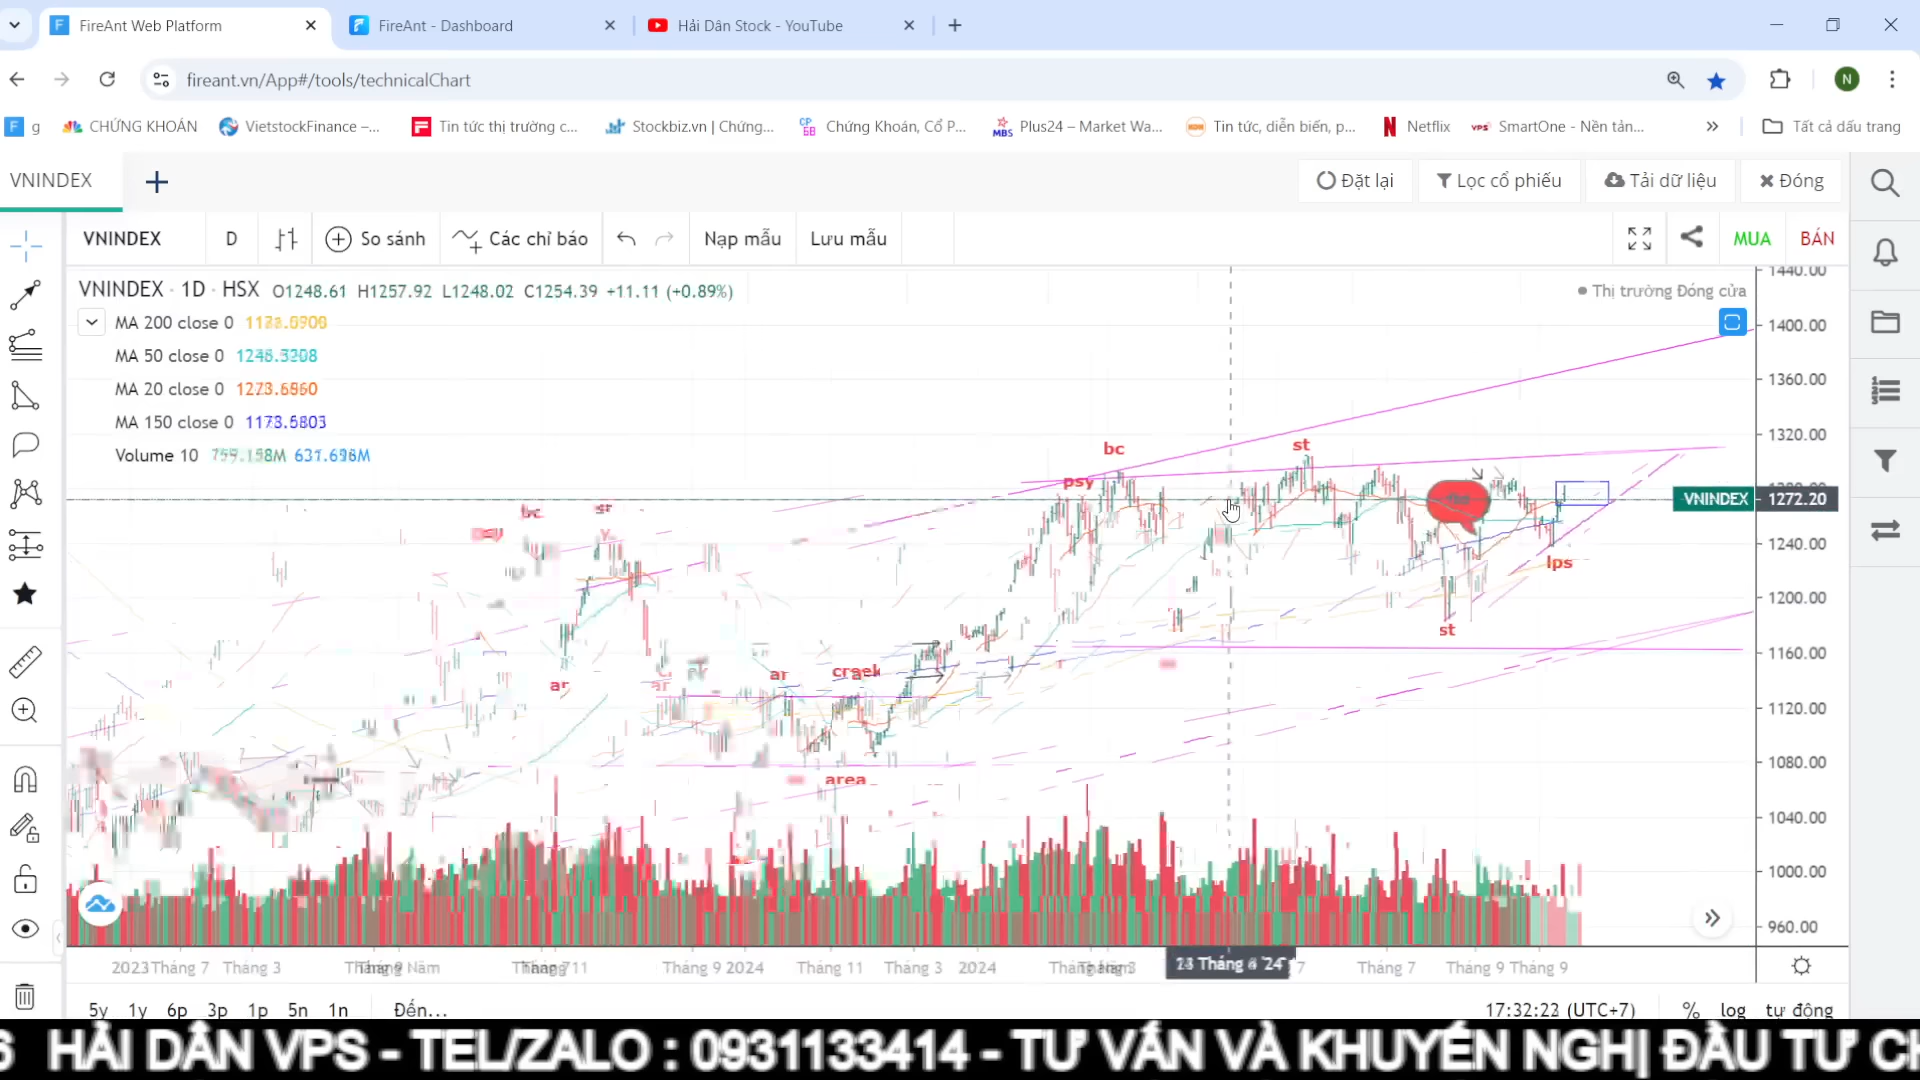 FireAnt Web Platform
FireAnt - Dashboard
Hải Dân Stock - YouTube
fireant.vn/App#/tools/technicalChart
N
g
CHỨNG KHOÁN
VietstockFinance –...
Tin tức thị trường c...
Stockbiz.vn | Chứng...
Chứng Khoán, Cổ P...
Plus24 – Market Wa...
Tin tức, diễn biến, p...
Netflix
SmartOne - Nền tản...
Tất cả dấu trang
VNINDEX
Đặt lại
Lọc cổ phiếu
Tải dữ liệu
Đóng
VNINDEX
D
So sánh
Các chỉ báo
Nạp mẫu
Lưu mẫu
MUA
BÁN
VNINDEX · 1D · HSX O1248.61 H1257.92 L1248.02 C1254.39 +11.11 (+0.89%)
Thị trường Đóng cửa
MA 200 close 0
MA 50 close 0
MA 20 close 0
MA 150 close 0
Volume 10
1440.00
1400.00
1360.00
1320.00
VNINDEX 1272.20
1240.00
1200.00
1160.00
1120.00
1080.00
1040.00
1000.00
960.00
bc
st
psy
lps
st
ar
ar
creek
area
2023
Tháng 7
Tháng 3
Tháng 9
2024
Tháng 11
Tháng 3
2024
Tháng 7
Tháng 9
Tháng 9
5y
1y
6p
3p
1p
5n
1n
Đến...
(UTC+7)
%
log
tự động
HẢI DÂN VPS - TEL/ZALO : 0931133414 - TƯ VẤN VÀ KHUYẾN NGHỊ ĐẦU TƯ